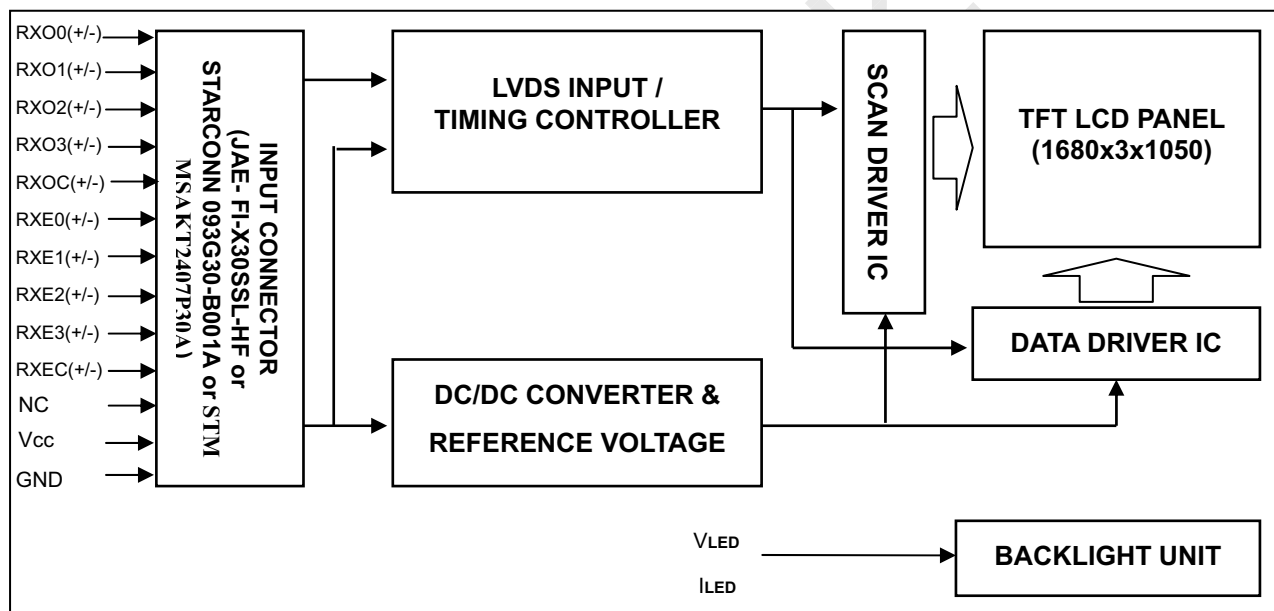 RXO0(+/-)
RXO1(+/-)
RXO2(+/-)
RXO3(+/-)
RXOC(+/-)
RXE0(+/-)
RXE1(+/-)
RXE2(+/-)
RXE3(+/-)
RXEC(+/-)
NC
Vcc
GND
INPUT CONNECTOR
(JAE- FI-X30SSL-HF or
STARCONN 093G30-B001A or STM
MSAKT2407P30A)
LVDS INPUT /
TIMING CONTROLLER
DC/DC CONVERTER &
REFERENCE VOLTAGE
SCAN DRIVER IC
TFT LCD PANEL
(1680x3x1050)
DATA DRIVER IC
VLED
ILED
BACKLIGHT UNIT